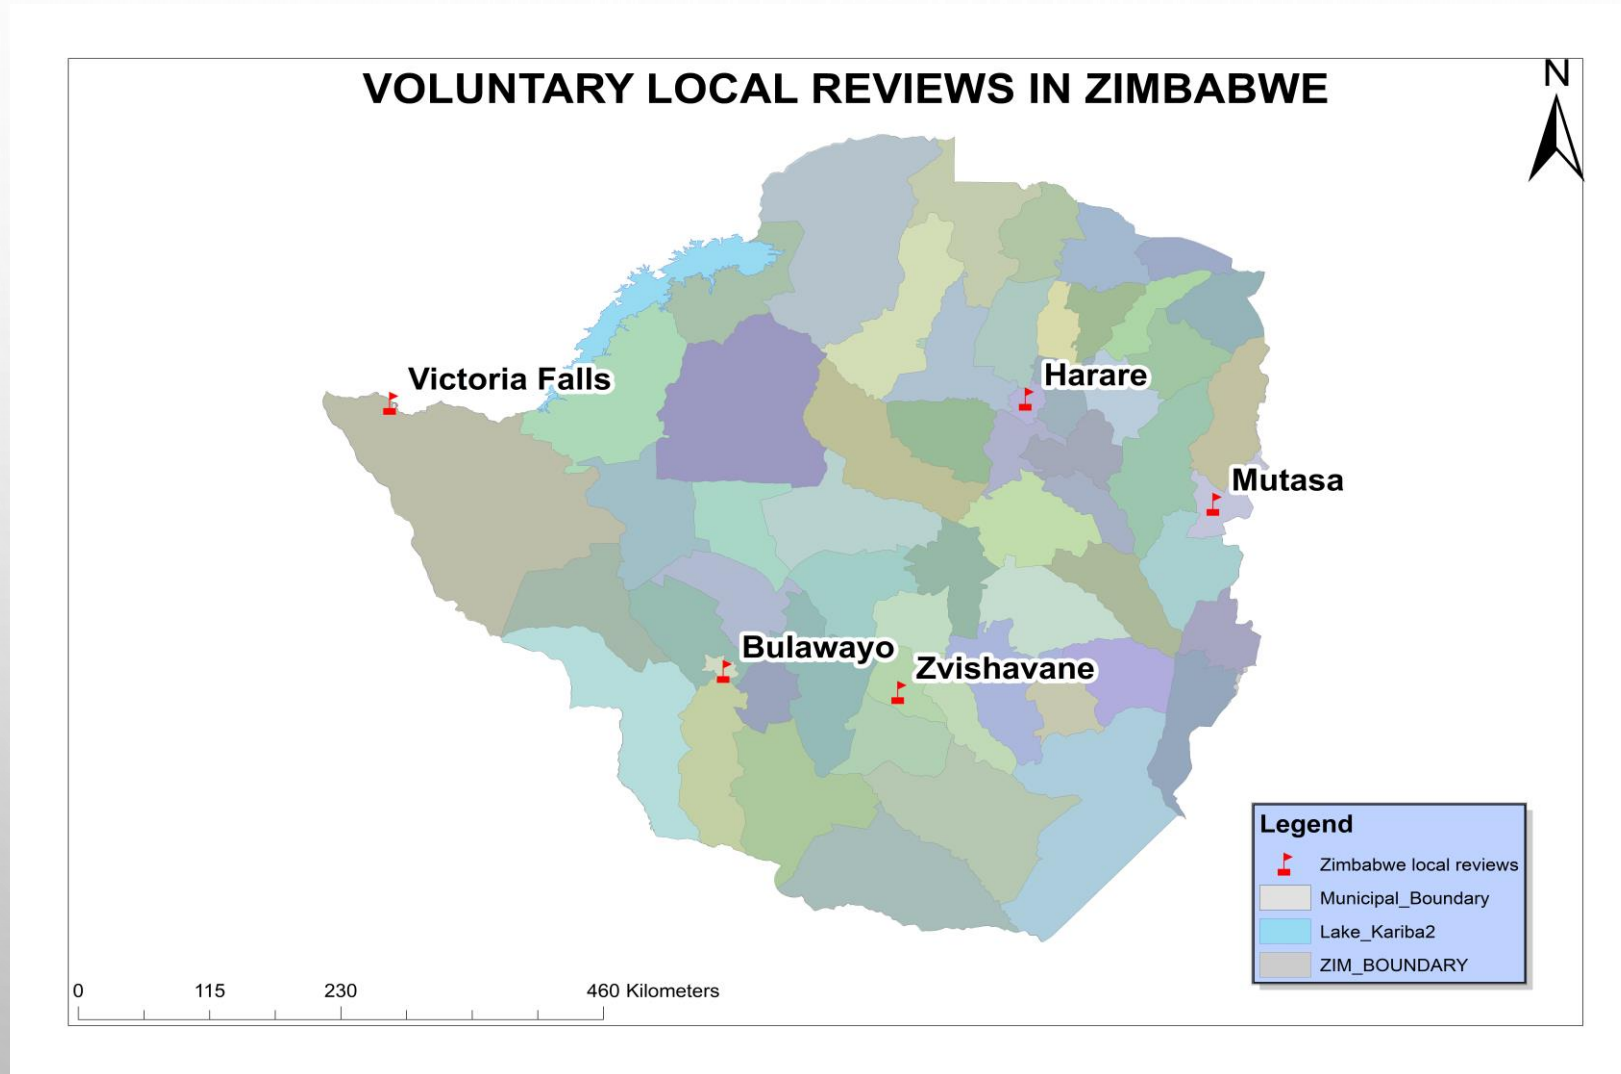 VOLUNTARY LOCAL REVIEWS IN ZIMBABWE
N
Victoria Falls
Harare
Mutasa
Bulawayo
Zvishavane
Legend
Zimbabwe local reviews
Municipal_Boundary
Lake_Kariba2
ZIM_BOUNDARY
0 115 230 460 Kilometers